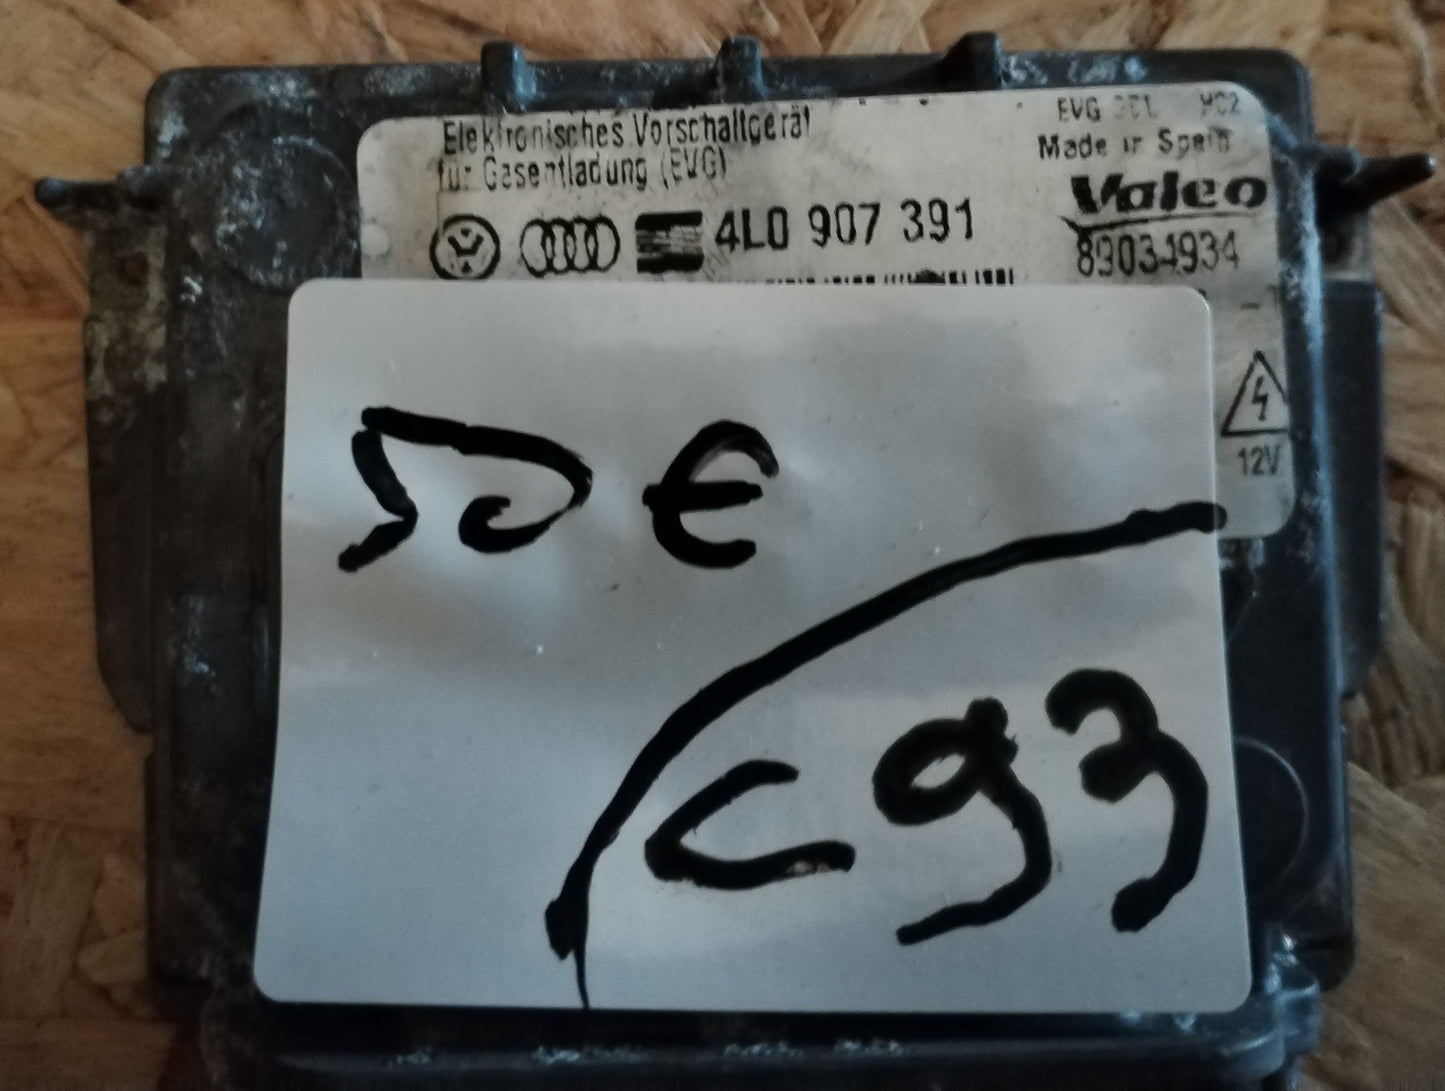 Elektronisches Vorschaltgerät
für Gasentladung (EVG)
4L0 907 391
EVG
Made in Spain
Valeo
89034934
12V
50 €
C93